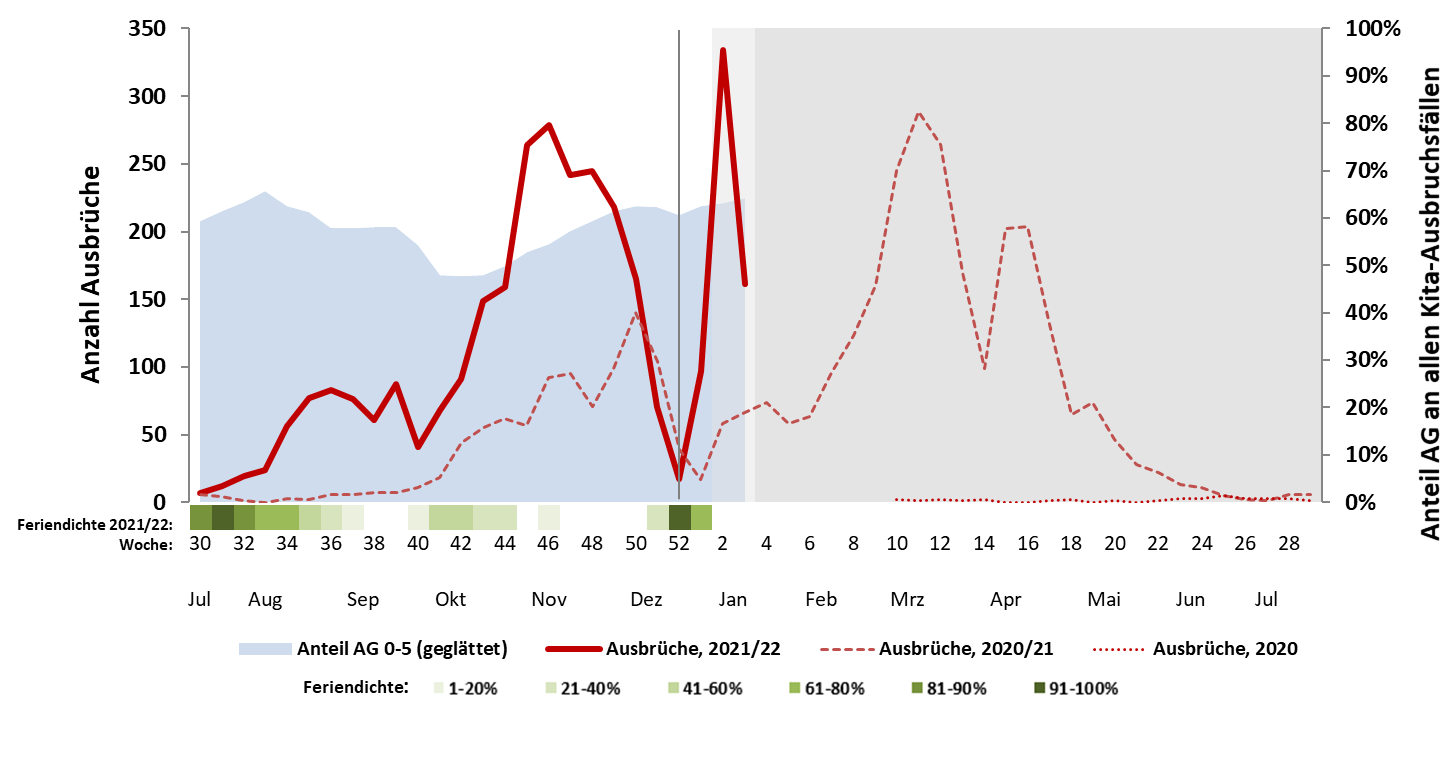 350
300
250
200
150
100
50
0
Anzahl Ausbrüche
100%
90%
80%
70%
60%
50%
40%
30%
20%
10%
0%
Anteil AG an allen Kita-Ausbruchsfällen
Feriendichte 2021/22:
Woche: 30 32 34 36 38 40 42 44 46 48 50 52 2 4 6 8 10 12 14 16 18 20 22 24 26 28
Jul Aug Sep Okt Nov Dez Jan Feb Mrz Apr Mai Jun Jul
Anteil AG 0-5 (geglättet) Ausbrüche, 2021/22 Ausbrüche, 2020/21 Ausbrüche, 2020
Feriendichte: 1-20% 21-40% 41-60% 61-80% 81-90% 91-100%